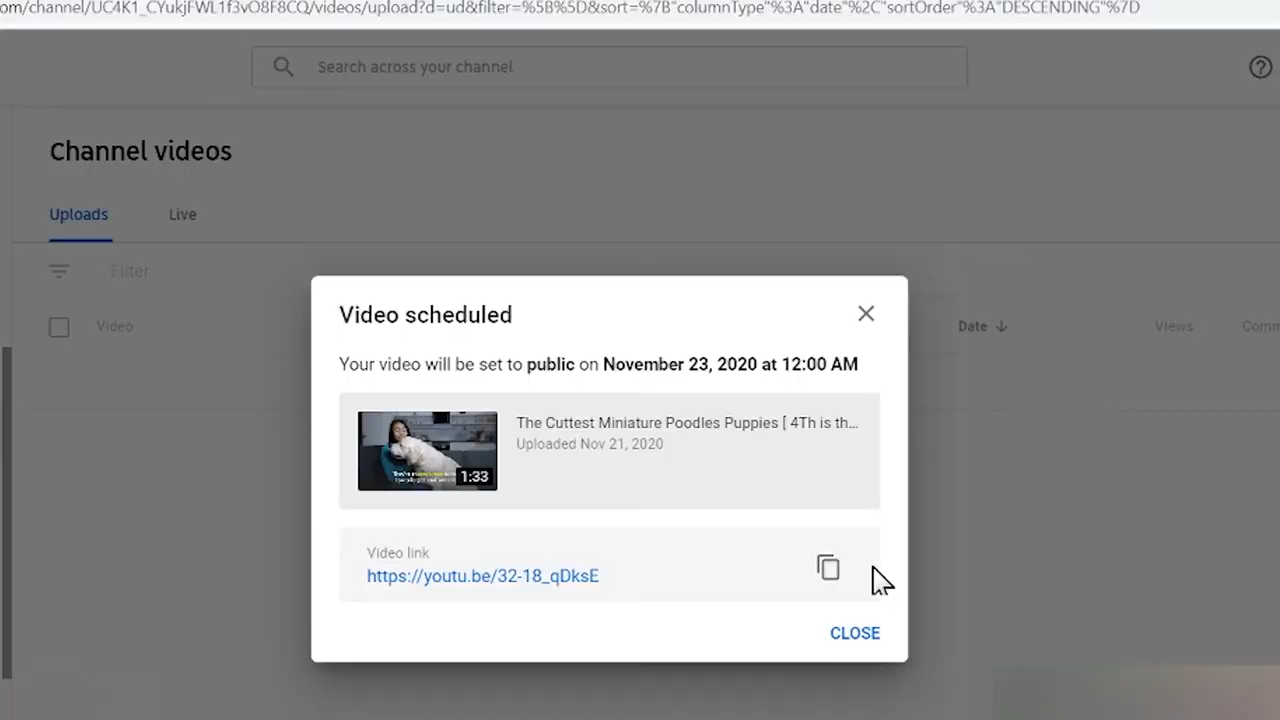 om/channel/UC4K1_CYukjFWL1f3vO8F8CQ/videos/upload?d=ud&filter=%5B%5D&sort=%7B"columnType"%3A"date"%2C"sortOrder"%3A"DESCENDING"%7D
Search across your channel
Channel videos
Uploads Live
Filter
Video Date Views Comm
Video scheduled
Your video will be set to public on November 23, 2020 at 12:00 AM
The Cuttest Miniature Poodles Puppies [ 4Th is th...
Uploaded Nov 21, 2020
1:33
Video link
https://youtu.be/32-18_qDksE
CLOSE